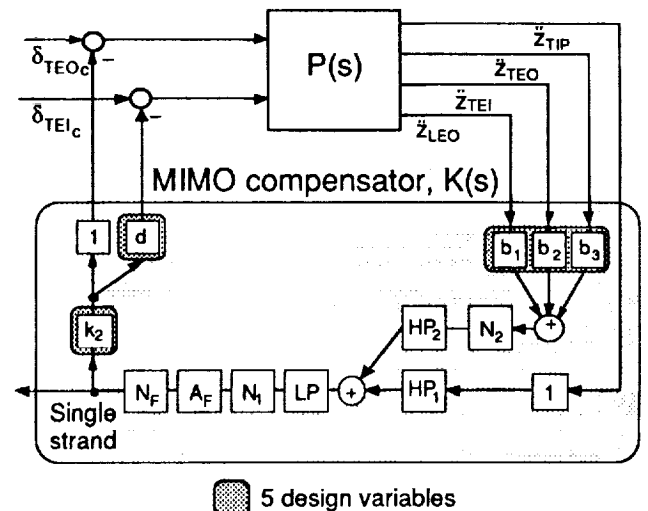 P(s)
δTEOc
–
δTEIc
–
z̈TIP
z̈TEO
z̈TEI
z̈LEO
MIMO compensator, K(s)
1
d
b1
b2
b3
k2
HP2
N2
+
NF
AF
N1
LP
+
HP1
1
Single
strand
5 design variables